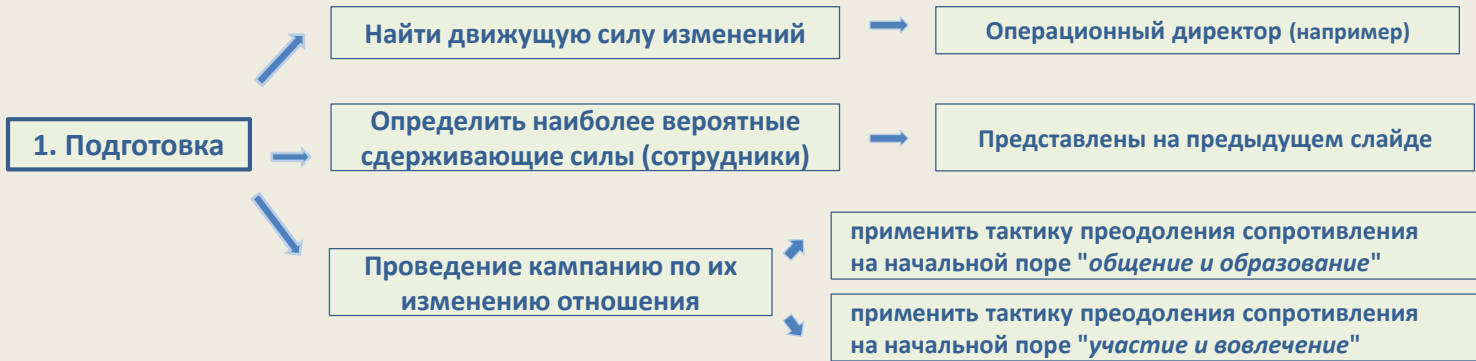 Найти движущую силу изменений
Операционный директор (например)
1. Подготовка
Определить наиболее вероятные
сдерживающие силы (сотрудники)
Представлены на предыдущем слайде
Проведение кампанию по их
изменению отношения
применить тактику преодоления сопротивления
на начальной поре "общение и образование"
применить тактику преодоления сопротивления
на начальной поре "участие и вовлечение"